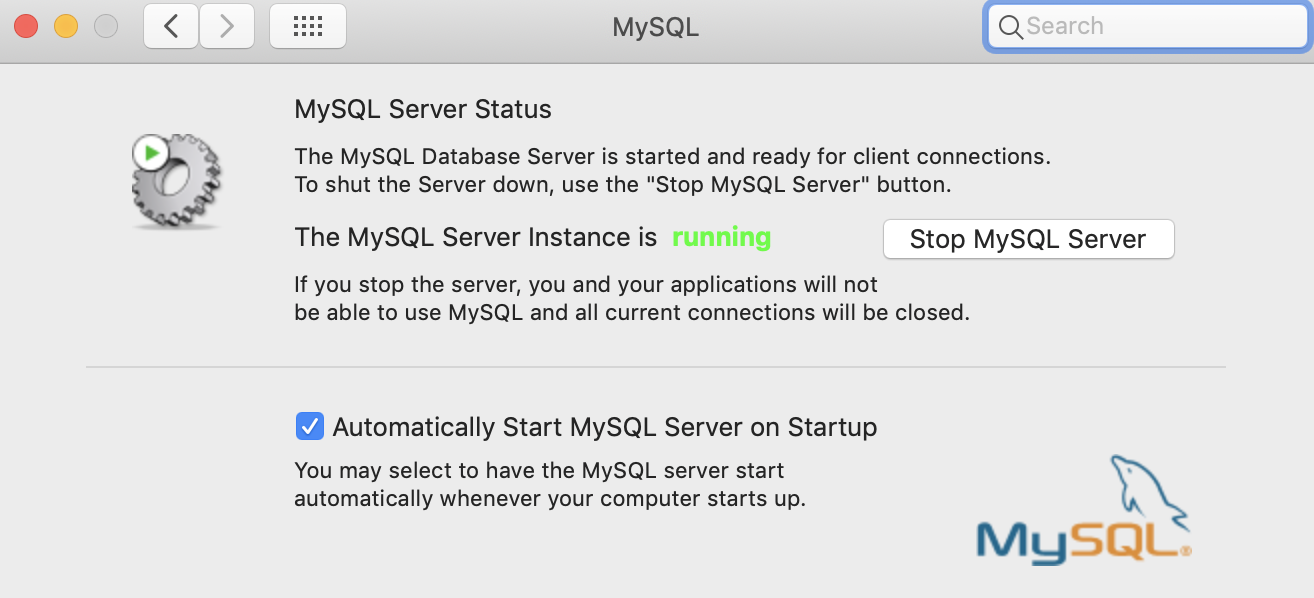 MySQL
Search
MySQL Server Status
The MySQL Database Server is started and ready for client connections.
To shut the Server down, use the "Stop MySQL Server" button.
The MySQL Server Instance is running
Stop MySQL Server
If you stop the server, you and your applications will not
be able to use MySQL and all current connections will be closed.
Automatically Start MySQL Server on Startup
You may select to have the MySQL server start
automatically whenever your computer starts up.
MySQL®